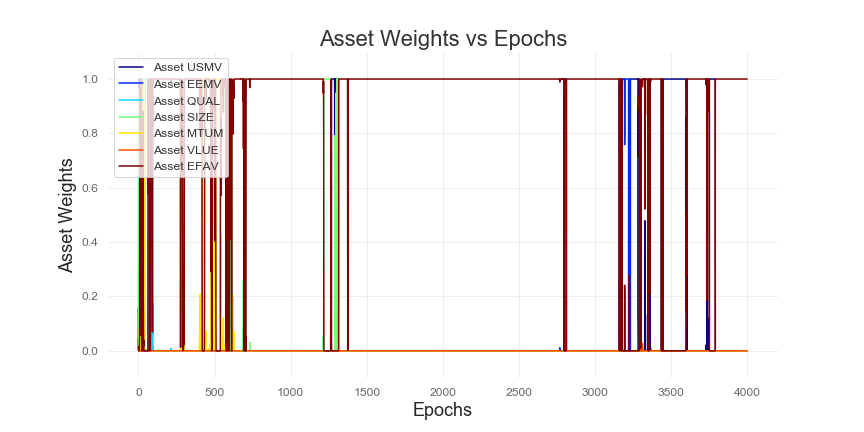 Asset Weights vs Epochs
Asset USMV
Asset EEMV
Asset QUAL
Asset SIZE
Asset MTUM
Asset VLUE
Asset EFAV
1.0
0.8
0.6
0.4
0.2
0.0
Asset Weights
0 500 1000 1500 2000 2500 3000 3500 4000
Epochs